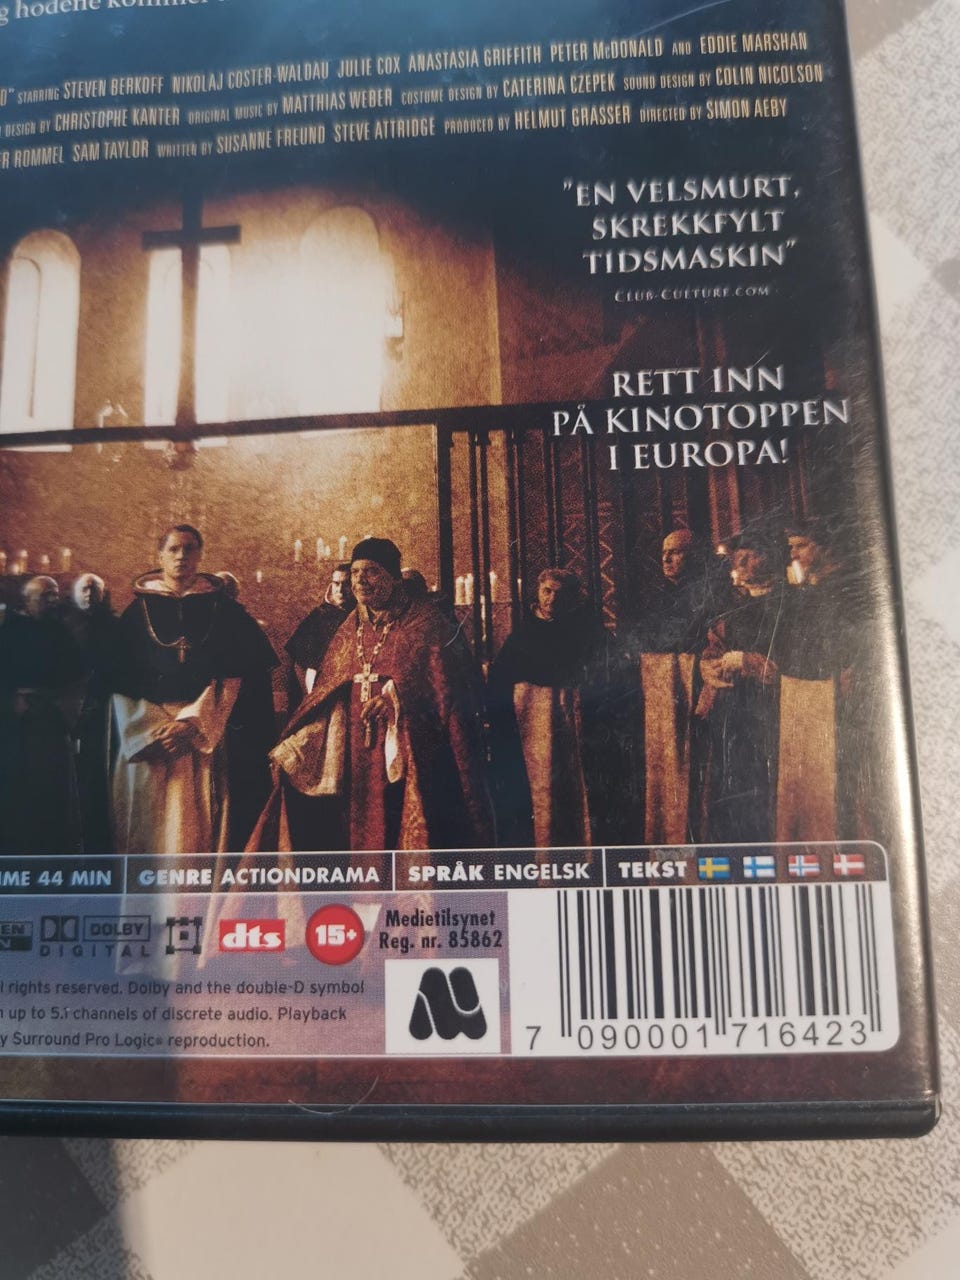 g hodene kommer
D" STARRING STEVEN BERKOFF NIKOLAJ COSTER-WALDAU JULIE COX ANASTASIA GRIFFITH PETER McDONALD AND EDDIE MARSHAN
DESIGN BY CHRISTOPHE KANTER ORIGINAL MUSIC BY MATTHIAS WEBER COSTUME DESIGN BY CATERINA CZEPEK SOUND DESIGN BY COLIN NICOLSON
ER ROMMEL SAM TAYLOR WRITTEN BY SUSANNE FREUND STEVE ATTRIDGE PRODUCED BY HELMUT GRASSER DIRECTED BY SIMON AEBY
"EN VELSMURT,
SKREKKFYLT
TIDSMASKIN"
CLUB-CULTURE.COM
RETT INN
PÅ KINOTOPPEN
I EUROPA!
IME 44 MIN GENRE ACTIONDRAMA SPRÅK ENGELSK TEKST
EN
N
DOLBY
DIGITAL
dts
15+
Medietilsynet
Reg. nr. 85862
l rights reserved. Dolby and the double-D symbol
n up to 5.1 channels of discrete audio. Playback
y Surround Pro Logic® reproduction.
7 090001 716423